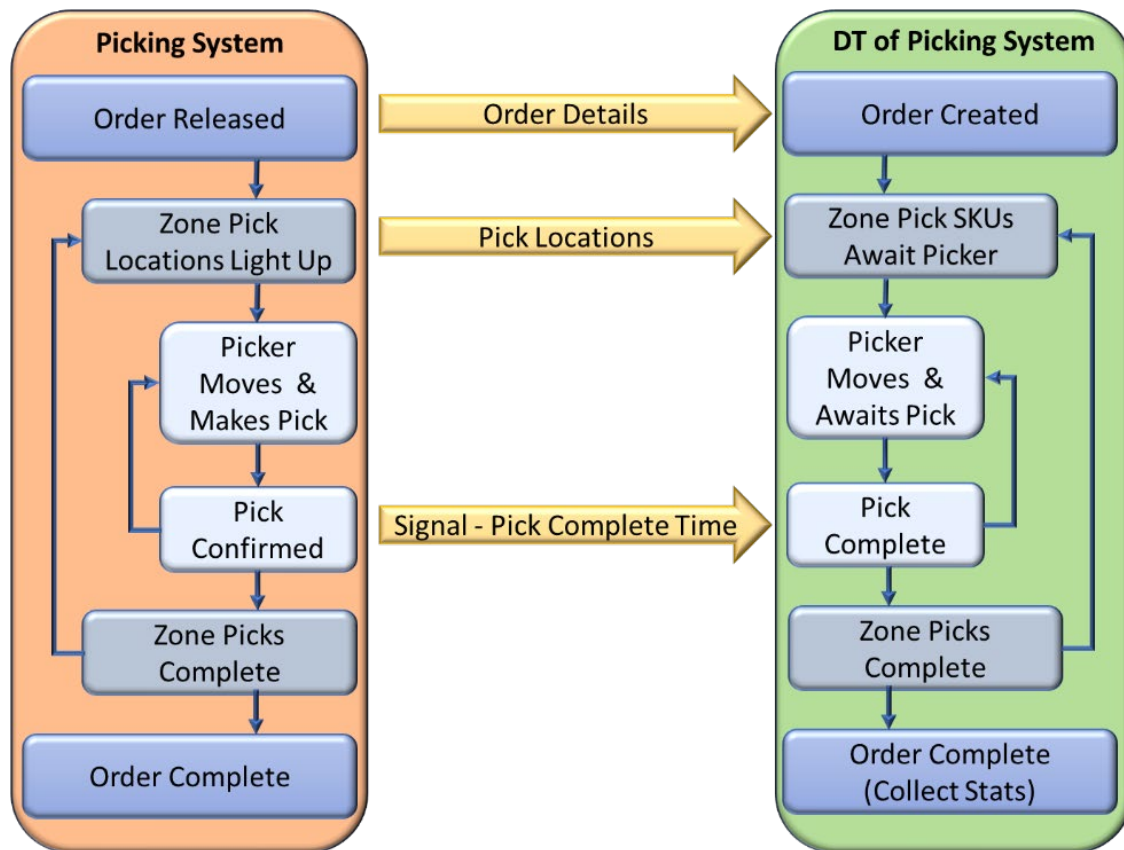 Picking System
Order Released
Zone Pick
Locations Light Up
Picker
Moves & 
Makes Pick
Pick
Confirmed
Zone Picks
Complete
Order Complete
Order Details
Pick Locations
Signal - Pick Complete Time
DT of Picking System
Order Created
Zone Pick SKUs
Await Picker
Picker
Moves &
Awaits Pick
Pick
Complete
Zone Picks
Complete
Order Complete
(Collect Stats)